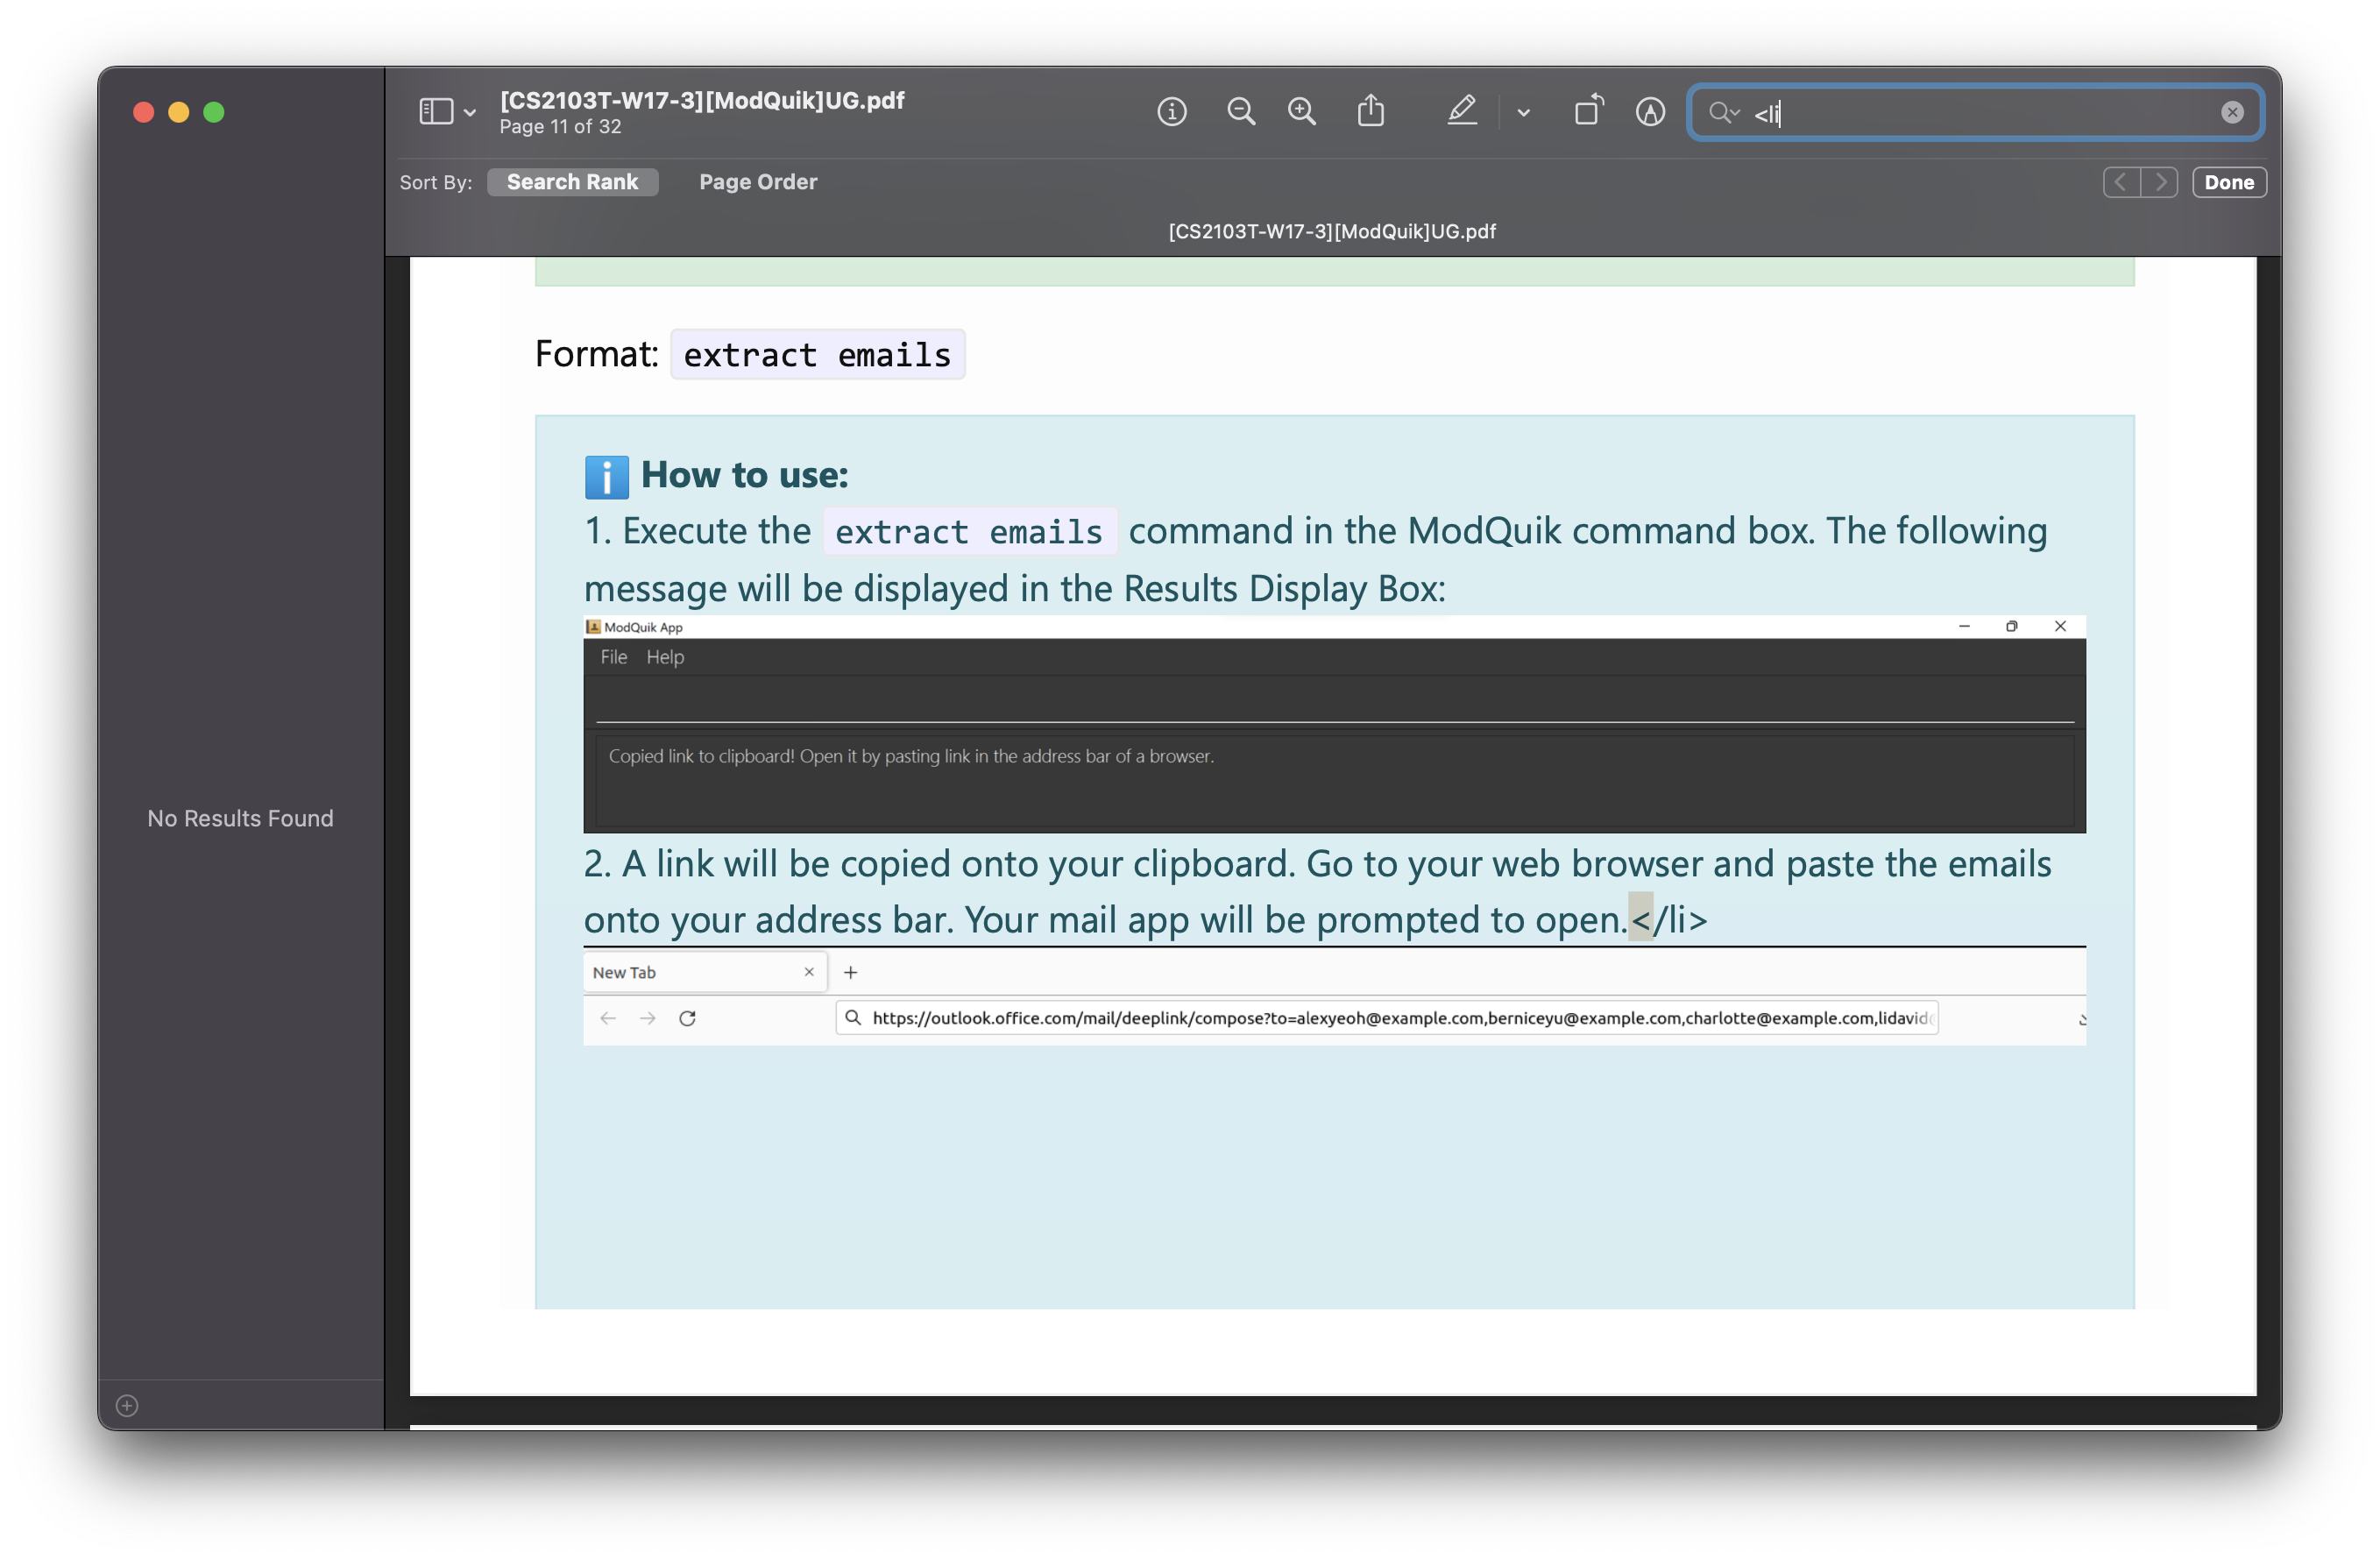 [CS2103T-W17-3][ModQuik]UG.pdf
Page 11 of 32
<li
Sort By: Search Rank Page Order
Done
[CS2103T-W17-3][ModQuik]UG.pdf
No Results Found
Format: extract emails
How to use:
1. Execute the extract emails command in the ModQuik command box. The following
message will be displayed in the Results Display Box:
ModQuik App
File Help
Copied link to clipboard! Open it by pasting link in the address bar of a browser.
2. A link will be copied onto your clipboard. Go to your web browser and paste the emails
onto your address bar. Your mail app will be prompted to open.</li>
New Tab
https://outlook.office.com/mail/deeplink/compose?to=alexyeoh@example.com,berniceyu@example.com,charlotte@example.com,lidavid